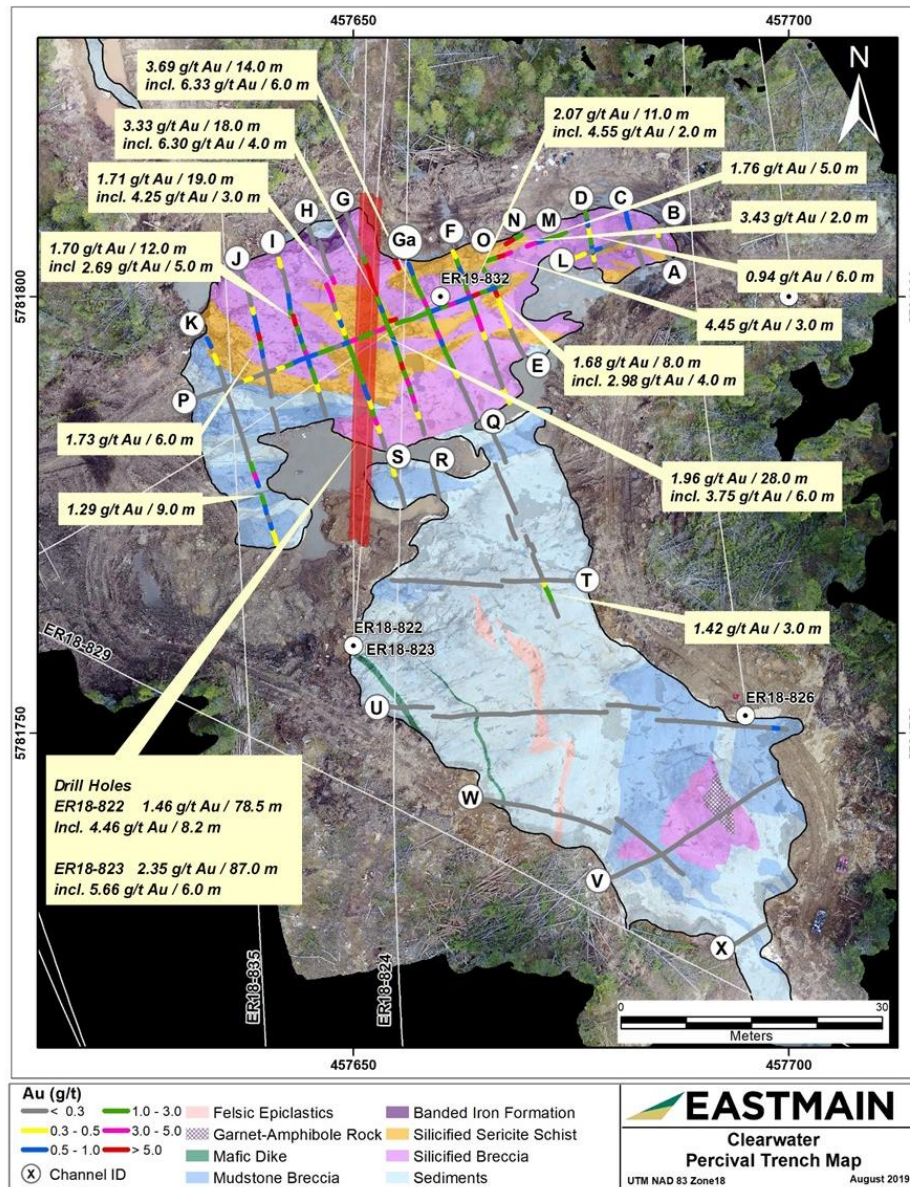 457650
457700
3.69 g/t Au / 14.0 m
incl. 6.33 g/t Au / 6.0 m
N
3.33 g/t Au / 18.0 m
incl. 6.30 g/t Au / 4.0 m
2.07 g/t Au / 11.0 m
incl. 4.55 g/t Au / 2.0 m
1.71 g/t Au / 19.0 m
incl. 4.25 g/t Au / 3.0 m
1.76 g/t Au / 5.0 m
3.43 g/t Au / 2.0 m
1.70 g/t Au / 12.0 m
incl 2.69 g/t Au / 5.0 m
0.94 g/t Au / 6.0 m
G
H
I
J
K
P
Ga
F
O
N
M
D
C
B
L
A
E
ER19-832
5781800
4.45 g/t Au / 3.0 m
1.68 g/t Au / 8.0 m
incl. 2.98 g/t Au / 4.0 m
1.73 g/t Au / 6.0 m
Q
S
R
1.96 g/t Au / 28.0 m
incl. 3.75 g/t Au / 6.0 m
1.29 g/t Au / 9.0 m
T
1.42 g/t Au / 3.0 m
ER18-822
ER18-823
ER18-829
ER18-826
U
5781750
W
V
X
Drill Holes
ER18-822 1.46 g/t Au / 78.5 m
Incl. 4.46 g/t Au / 8.2 m
ER18-823 2.35 g/t Au / 87.0 m
incl. 5.66 g/t Au / 6.0 m
ER18-835
ER18-824
0 30
Meters
457650
457700
Au (g/t)
< 0.3
0.3 - 0.5
0.5 - 1.0
1.0 - 3.0
3.0 - 5.0
> 5.0
X Channel ID
Felsic Epiclastics
Garnet-Amphibole Rock
Mafic Dike
Mudstone Breccia
Banded Iron Formation
Silicified Sericite Schist
Silicified Breccia
Sediments
EASTMAIN
Clearwater
Percival Trench Map
UTM NAD 83 Zone18 August 2019